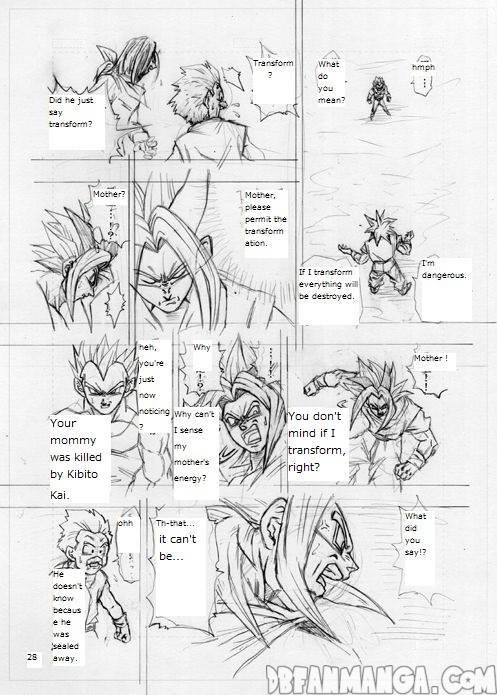 hmph
...
What
do
you
mean?
I'm
dangerous.
If I transform
everything will
be destroyed.
Transform
?
Did he just
say
transform?
Mother,
please
permit the
transform
ation.
Mother?
Mother !
You don't
mind if I
transform,
right?
Why
Why can't
I sense
my
mother's
energy?
heh,
you're
just
now
noticing
?
Your
mommy
was killed
by Kibito
Kai.
What
did
you
say!?
Th-that...
it can't
be...
ohh
He
doesn't
know
becaus
e he
was
sealed
away.
28
DBFANMANGA.COM